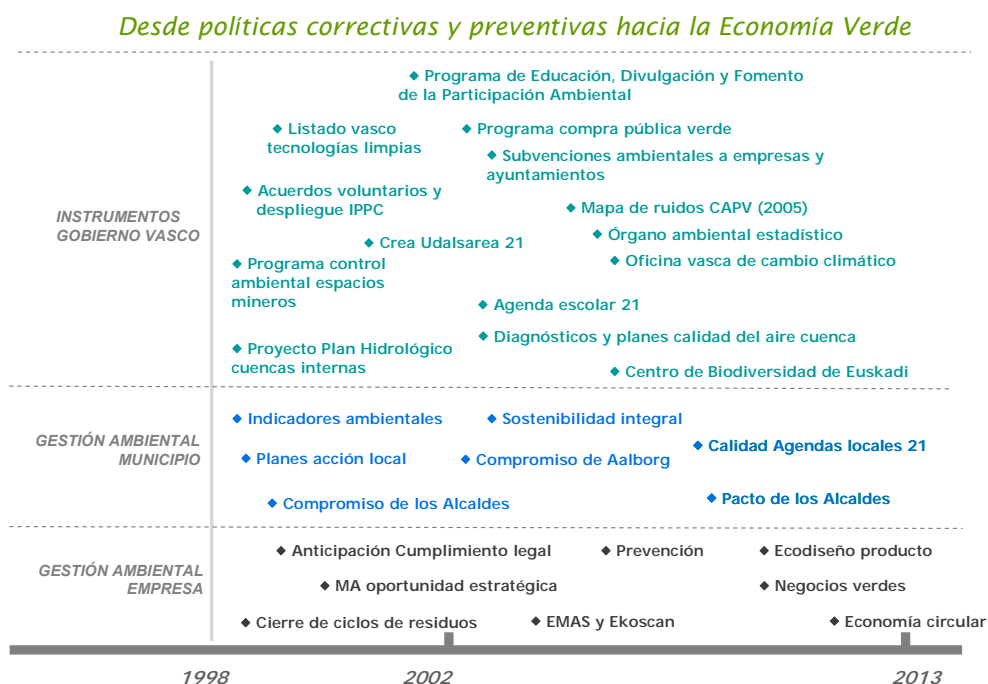 Desde políticas correctivas y preventivas hacia la Economía Verde
INSTRUMENTOS
GOBIERNO VASCO
◆ Programa de Educación, Divulgación y Fomento
de la Participación Ambiental
◆ Listado vasco
tecnologías limpias
◆ Programa compra pública verde
◆ Subvenciones ambientales a empresas y
ayuntamientos
◆ Acuerdos voluntarios y
despliegue IPPC
◆ Mapa de ruidos CAPV (2005)
◆ Órgano ambiental estadístico
◆ Crea Udalsarea 21
◆ Oficina vasca de cambio climático
◆ Programa control
ambiental espacios
mineros
◆ Agenda escolar 21
◆ Diagnósticos y planes calidad del aire cuenca
◆ Proyecto Plan Hidrológico
cuencas internas
◆ Centro de Biodiversidad de Euskadi
GESTIÓN AMBIENTAL
MUNICIPIO
◆ Indicadores ambientales
◆ Sostenibilidad integral
◆ Calidad Agendas locales 21
◆ Planes acción local
◆ Compromiso de Aalborg
◆ Compromiso de los Alcaldes
◆ Pacto de los Alcaldes
GESTIÓN AMBIENTAL
EMPRESA
◆ Anticipación Cumplimiento legal
◆ Prevención
◆ Ecodiseño producto
◆ MA oportunidad estratégica
◆ Negocios verdes
◆ Cierre de ciclos de residuos
◆ EMAS y Ekoscan
◆ Economía circular
1998
2002
2013